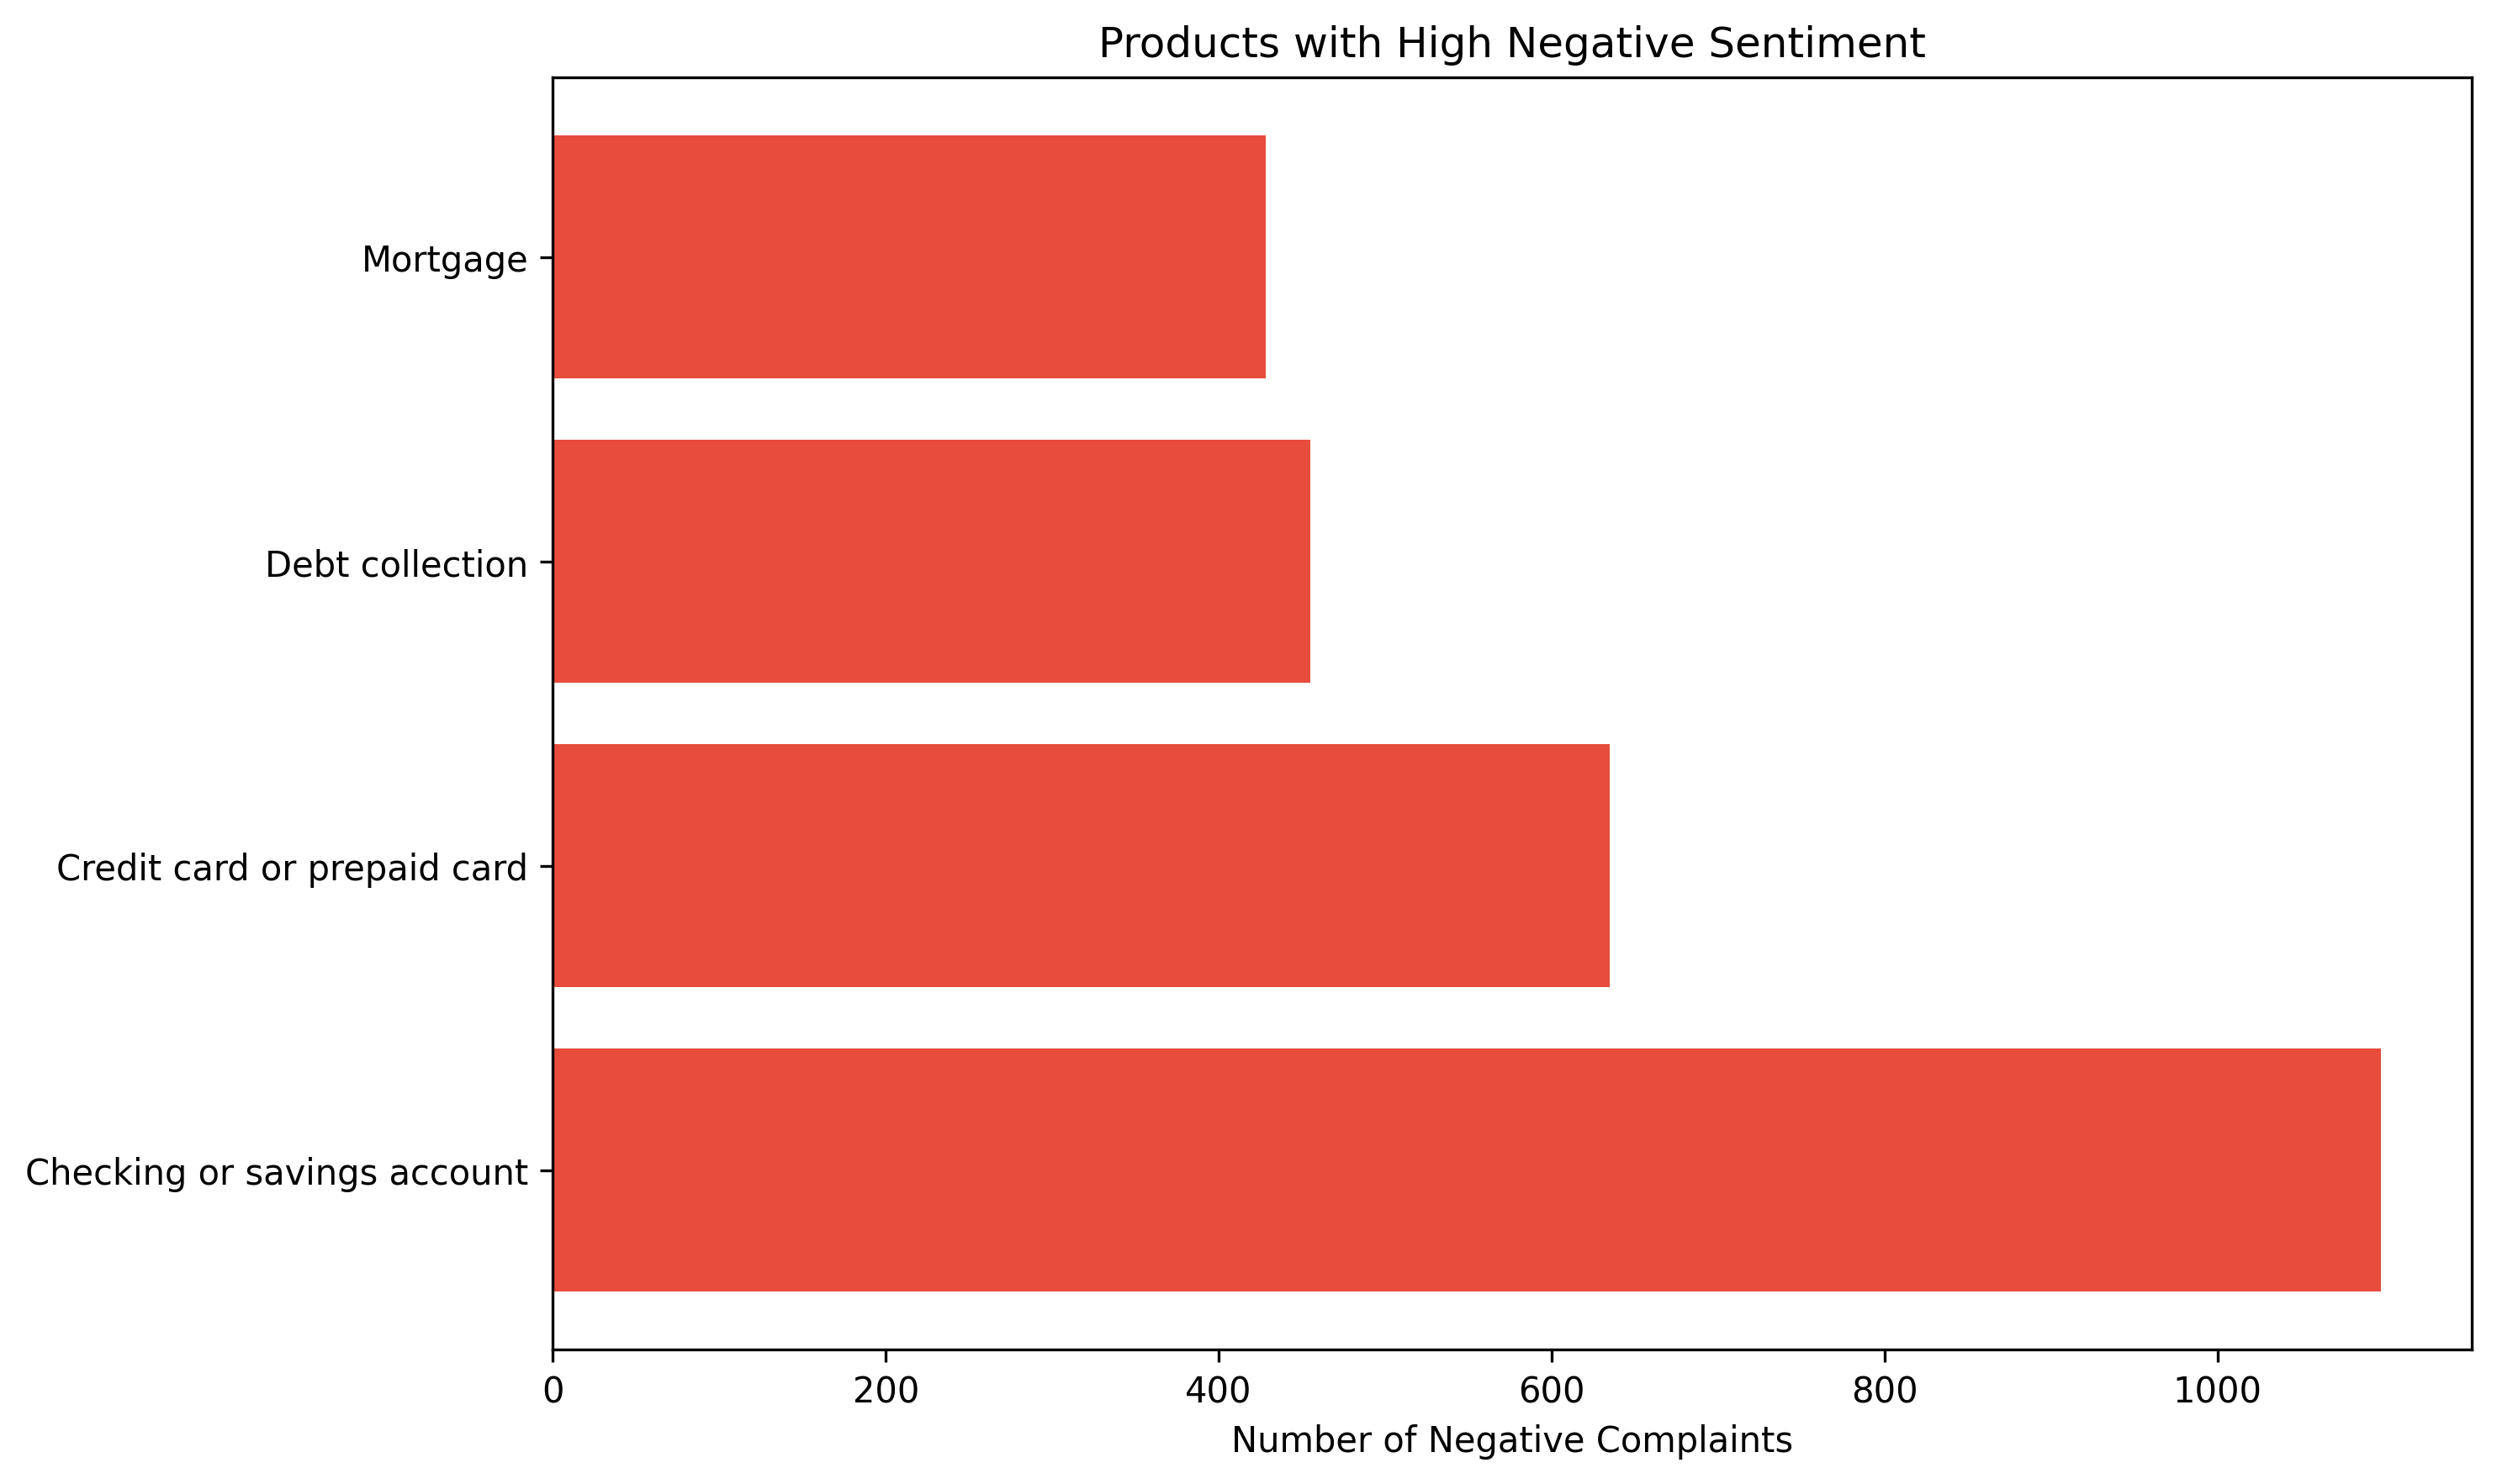 Products with High Negative Sentiment
Mortgage
Debt collection
Credit card or prepaid card
Checking or savings account
0 200 400 600 800 1000
Number of Negative Complaints